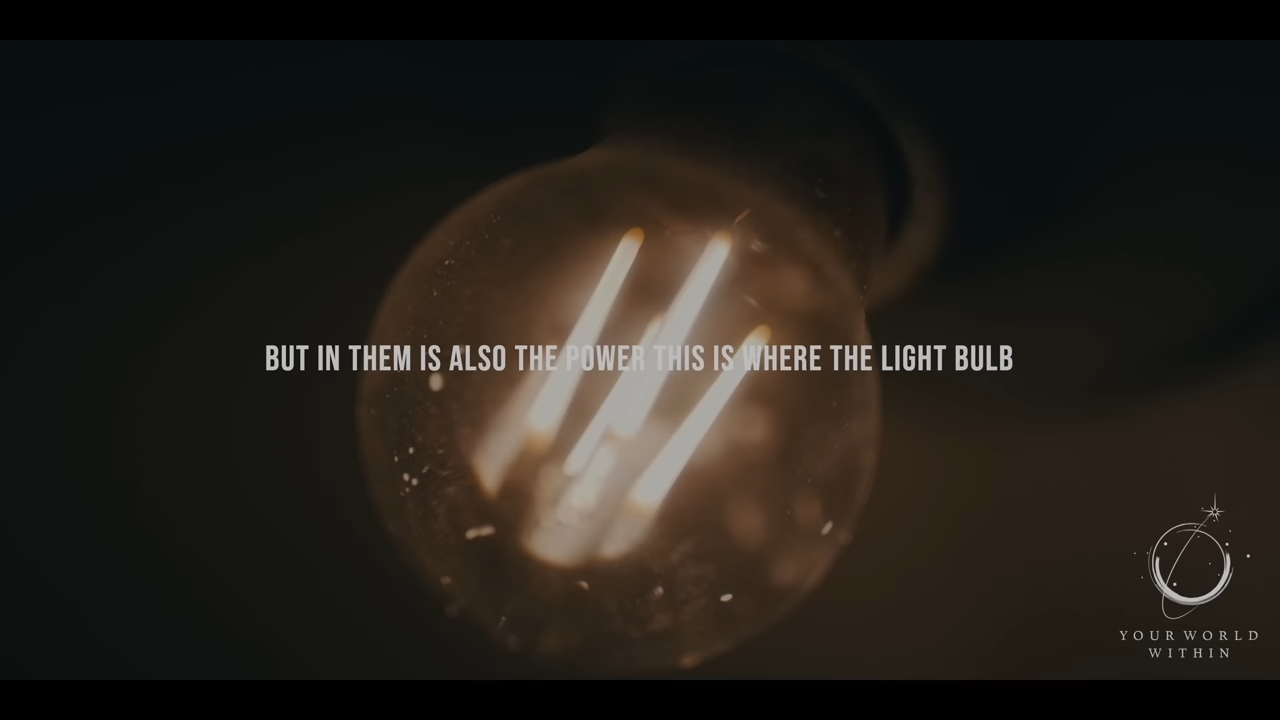 BUT IN THEM IS ALSO THE POWER THIS IS WHERE THE LIGHT BULB
YOUR WORLD
WITHIN